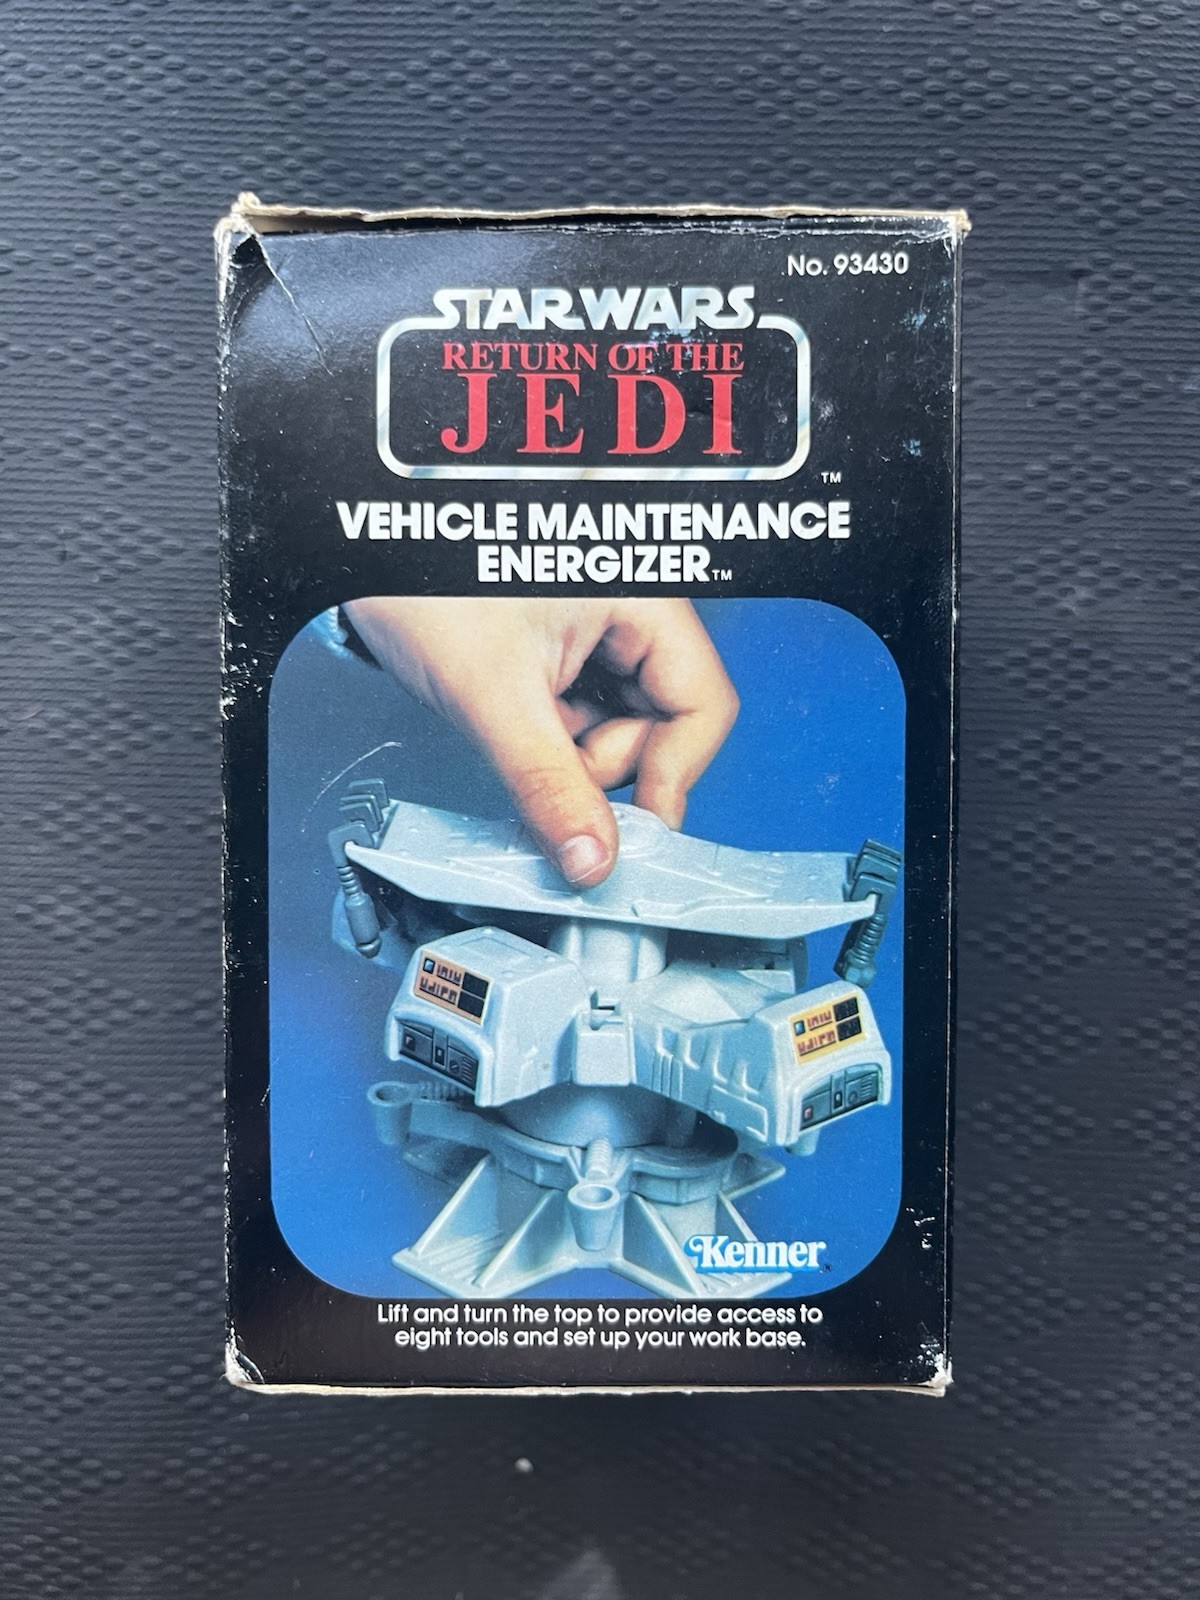 No. 93430
STAR WARS
RETURN OF THE
JEDI
TM
VEHICLE MAINTENANCE
ENERGIZER TM
Kenner
Lift and turn the top to provide access to
eight tools and set up your work base.